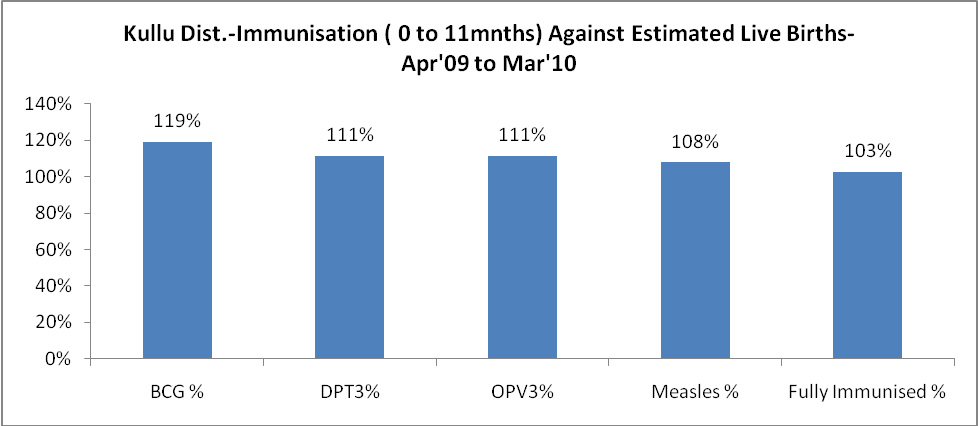 Kullu Dist.-Immunisation ( 0 to 11mnths) Against Estimated Live Births-
Apr'09 to Mar'10
140%
120%
100%
80%
60%
40%
20%
0%
119%
111%
111%
108%
103%
BCG %
DPT3%
OPV3%
Measles %
Fully Immunised %